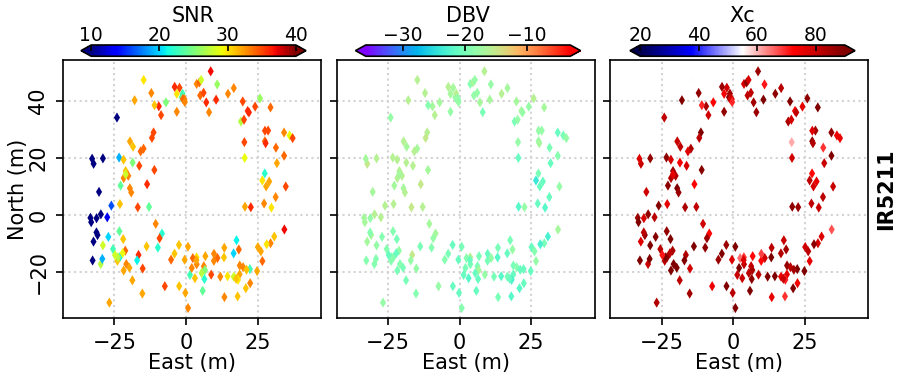 SNR DBV Xc
10 20 30 40 −30 −20 −10 20 40 60 80
North (m)
40
20
0
−20
IR5211
−25 0 25 −25 0 25 −25 0 25
East (m) East (m) East (m)